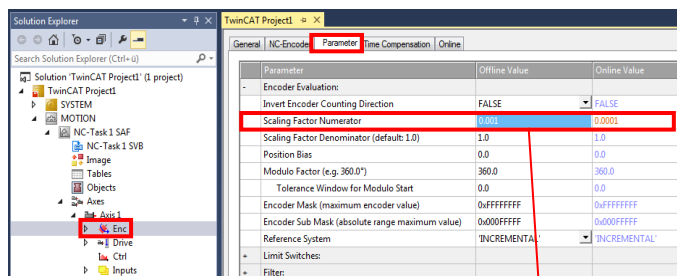 Solution Explorer
Search Solution Explorer (Ctrl+ü)
Solution 'TwinCAT Project1' (1 project)
TwinCAT Project1
SYSTEM
MOTION
NC-Task 1 SAF
NC-Task 1 SVB
Image
Tables
Objects
Axes
Axis 1
Enc
Drive
Ctrl
Inputs
TwinCAT Project1
General NC-Encoder Parameter Time Compensation Online
Parameter Offline Value Online Value
- Encoder Evaluation:
Invert Encoder Counting Direction FALSE FALSE
Scaling Factor Numerator 0.001 0.0001
Scaling Factor Denominator (default: 1.0) 1.0 1.0
Position Bias 0.0 0.0
Modulo Factor (e.g. 360.0°) 360.0 360.0
Tolerance Window for Modulo Start 0.0 0.0
Encoder Mask (maximum encoder value) 0xFFFFFFFF 0xFFFFFFFF
Encoder Sub Mask (absolute range maximum value) 0x000FFFFF 0x000FFFFF
Reference System 'INCREMENTAL' 'INCREMENTAL'
+ Limit Switches:
+ Filter: